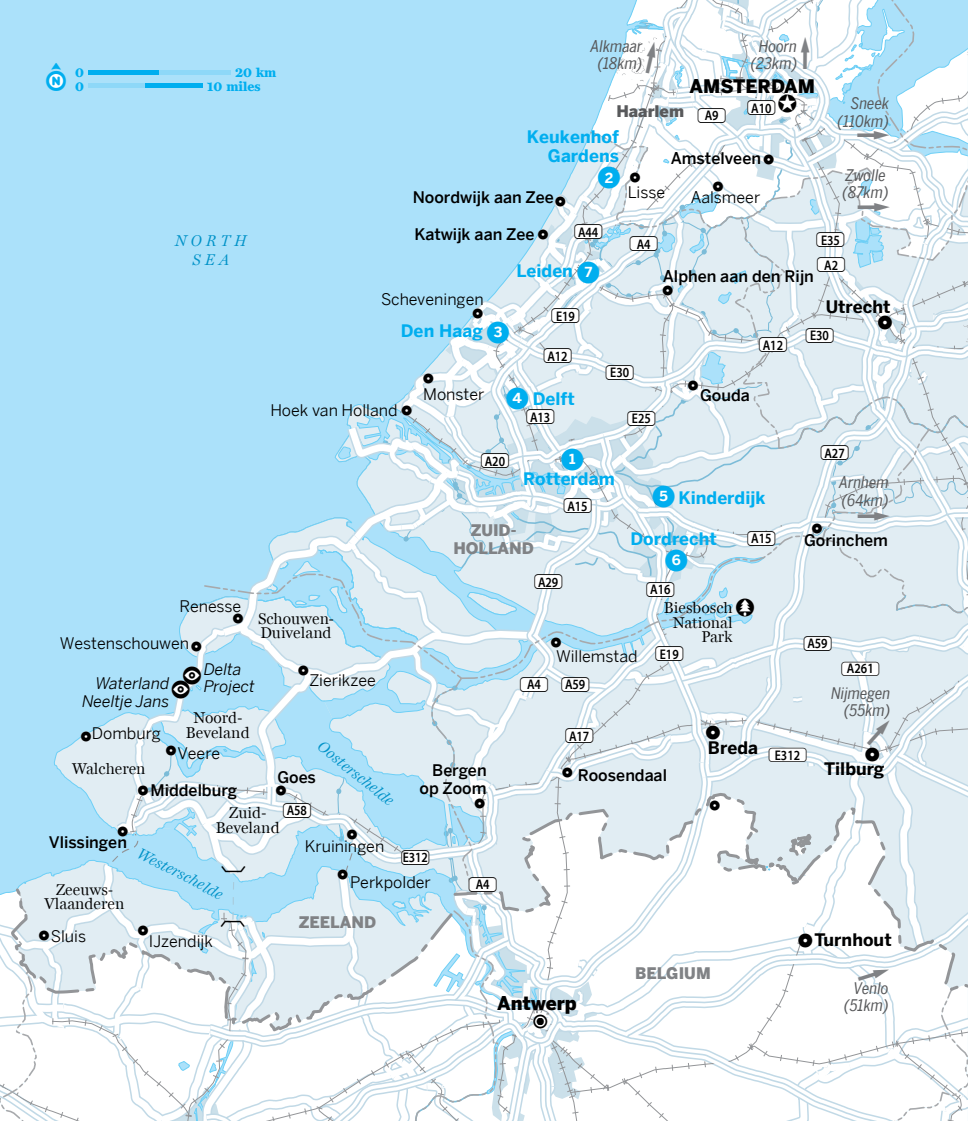 Alkmaar
(18km)
Hoorn
(23km)
N
0
20 km
0
10 miles
AMSTERDAM
Haarlem
A9
A10
Sneek
(110km)
Keukenhof
Gardens
2
Lisse
Amstelveen
Aalsmeer
Zwolle
(87km)
Noordwijk aan Zee
Katwijk aan Zee
A44
A4
E35
A2
NORTH
SEA
Leiden
7
Alphen aan den Rijn
Scheveningen
E19
Utrecht
Den Haag
3
A12
A12
E30
E30
Monster
4
Delft
Gouda
Hoek van Holland
A13
E25
A20
1
Rotterdam
A27
Arnhem
(64km)
5
Kinderdijk
A15
ZUID-
HOLLAND
Dordrecht
6
A15
Gorinchem
A29
A16
Biesbosch
National
Park
Renesse
Schouwen-
Duiveland
Westenschouwen
Willemstad
E19
A59
A261
Delta
Project
Zierikzee
Waterland
Neeltje Jans
A4
A59
Nijmegen
(55km)
Noord-
Beveland
Domburg
Veere
A17
Breda
E312
Tilburg
Walcheren
Oosterschelde
Bergen
op Zoom
Roosendaal
Middelburg
Goes
A58
Zuid-
Beveland
Vlissingen
Kruiningen
E312
Westerschelde
Perkpolder
A4
Zeeuws-
Vlaanderen
ZEELAND
Sluis
IJzendijk
Turnhout
BELGIUM
Venlo
(51km)
Antwerp